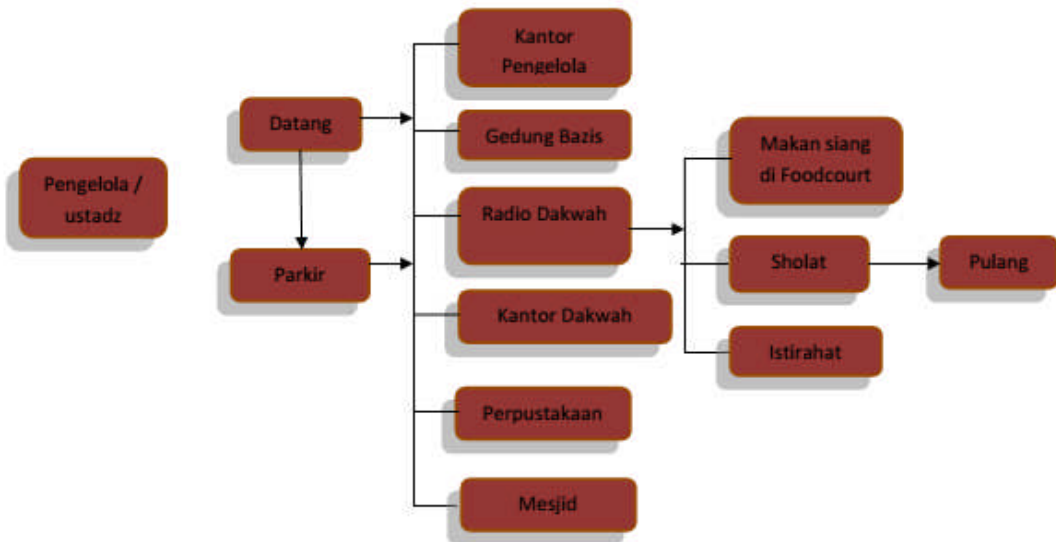 Pengelola /
ustadz
Datang
Parkir
Kantor
Pengelola
Gedung Bazis
Radio Dakwah
Kantor Dakwah
Perpustakaan
Mesjid
Makan siang
di Foodcourt
Sholat
Istirahat
Pulang